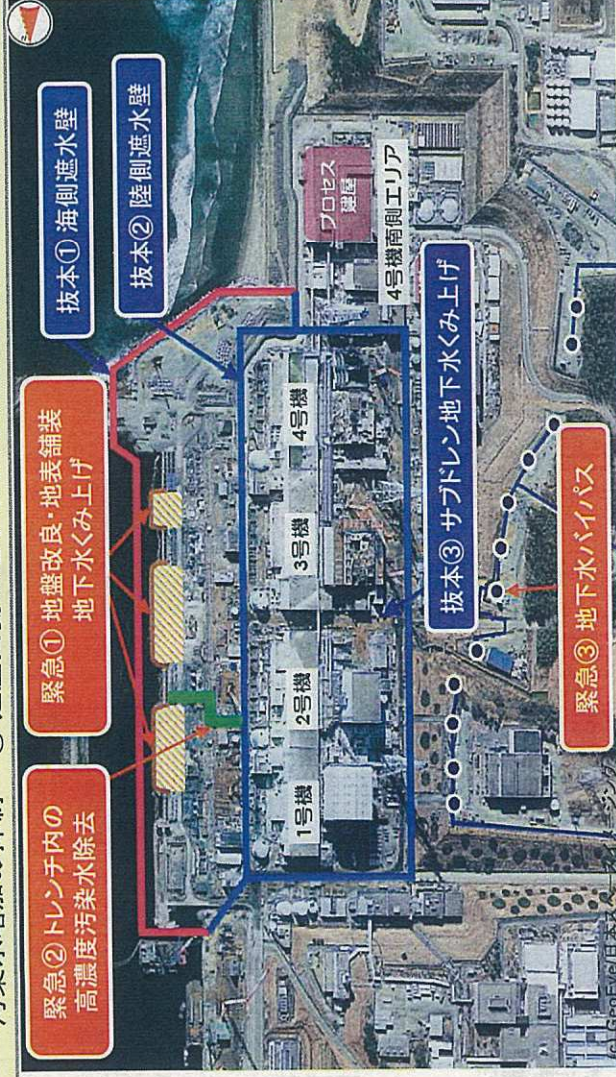 緊急② トレンチ内の
高濃度汚染水除去
緊急① 地盤改良・地表舗装
地下水くみ上げ
抜本① 海側遮水壁
抜本② 陸側遮水壁
1号機
2号機
3号機
4号機
プロセス
建屋
4号機南側エリア
抜本③ サブドレン地下水くみ上げ
緊急③ 地下水バイパス